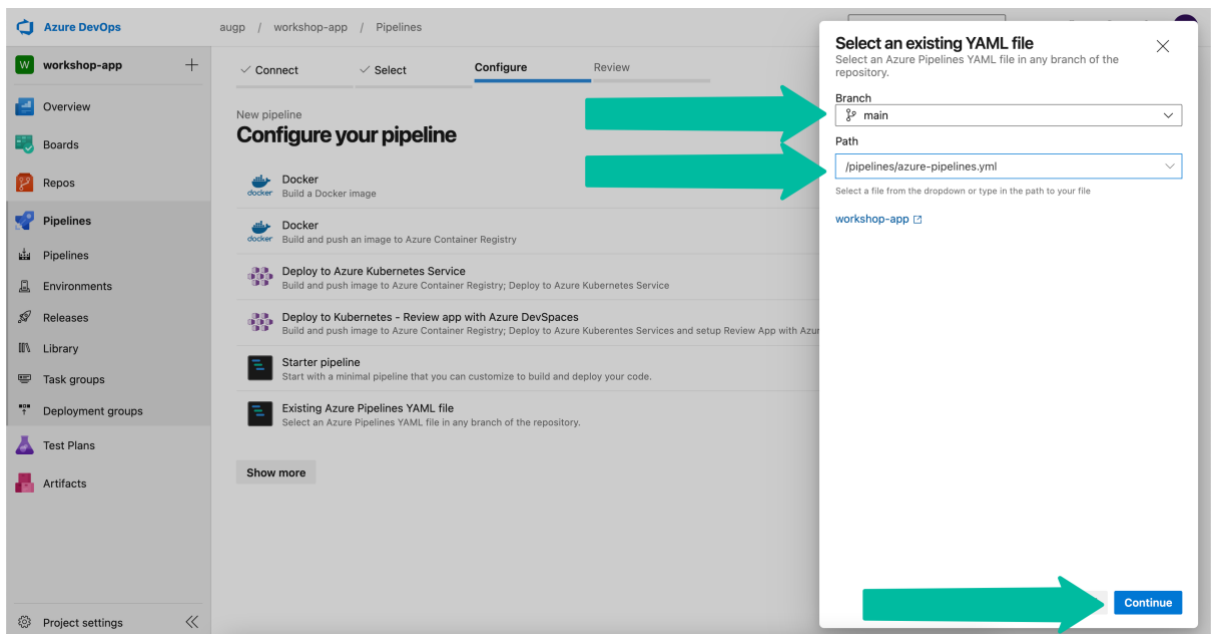 Azure DevOps
augp / workshop-app / Pipelines
W workshop-app
Overview
Boards
Repos
Pipelines
Pipelines
Environments
Releases
Library
Task groups
Deployment groups
Test Plans
Artifacts
Project settings
Connect
Select
Configure
Review
New pipeline
Configure your pipeline
docker
Docker
Build a Docker image
docker
Docker
Build and push an image to Azure Container Registry
Deploy to Azure Kubernetes Service
Build and push image to Azure Container Registry; Deploy to Azure Kubernetes Service
Deploy to Kubernetes - Review app with Azure DevSpaces
Build and push image to Azure Container Registry; Deploy to Azure Kuberentes Services and setup Review App with Azur
Starter pipeline
Start with a minimal pipeline that you can customize to build and deploy your code.
Existing Azure Pipelines YAML file
Select an Azure Pipelines YAML file in any branch of the repository.
Show more
Select an existing YAML file
Select an Azure Pipelines YAML file in any branch of the
repository.
Branch
main
Path
/pipelines/azure-pipelines.yml
Select a file from the dropdown or type in the path to your file
workshop-app
Continue